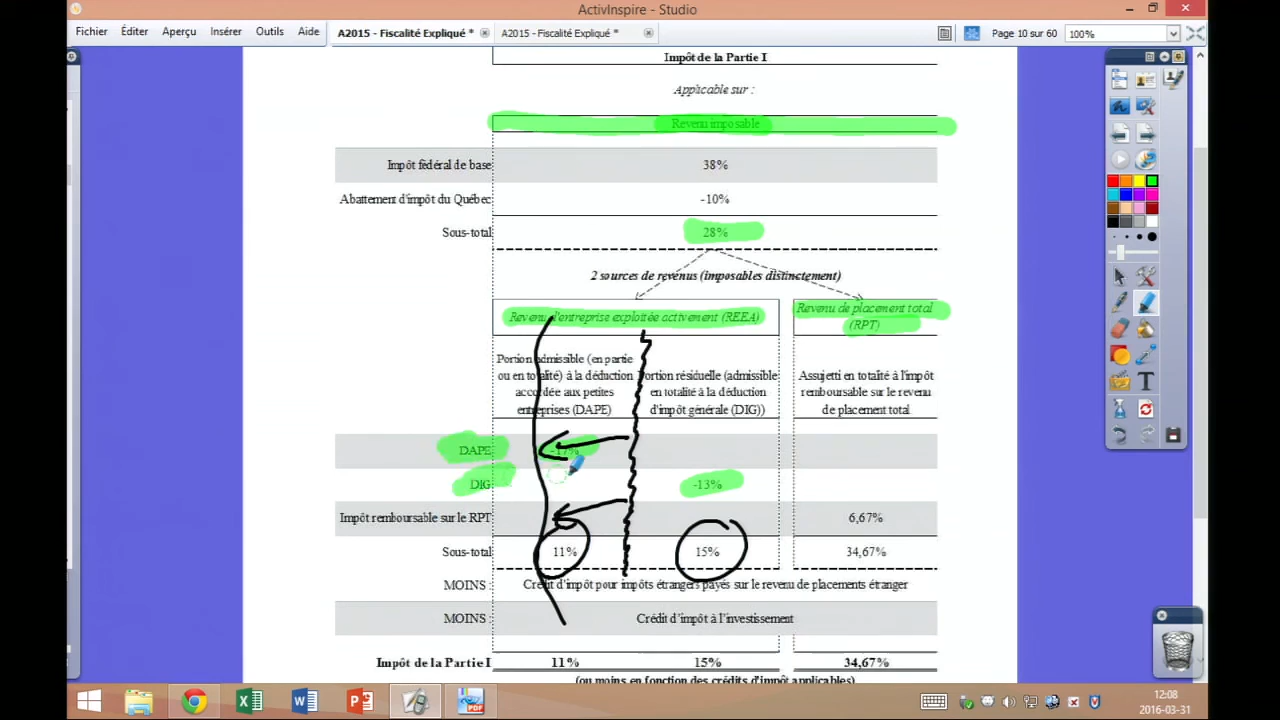 ActivInspire - Studio
Fichier Éditer Aperçu Insérer Outils Aide
A2015 - Fiscalité Expliqué *
A2015 - Fiscalité Expliqué *
Page 10 sur 60
100%
Impôt de la Partie I
Applicable sur :
Revenu imposable
Impôt fédéral de base 38%
Abattement d'impôt du Québec -10%
Sous-total 28%
2 sources de revenus (imposables distinctement)
Revenu d'entreprise exploitée activement (REEA)
Revenu de placement total
(RPT)
Portion admissible (en partie
ou en totalité) à la déduction
accordée aux petites
entreprises (DAPE)
Portion résiduelle (admissible
en totalité à la déduction
d'impôt générale (DIG))
Assujetti en totalité à l'impôt
remboursable sur le revenu
de placement total
DAPE -17%
DIG -13%
Impôt remboursable sur le RPT 6,67%
Sous-total 11% 15% 34,67%
MOINS : Crédit d'impôt pour impôts étrangers payés sur le revenu de placements étranger
MOINS : Crédit d'impôt à l'investissement
Impôt de la Partie I 11% 15% 34,67%
(ou moins en fonction des crédits d'impôt applicables)
12:08
2016-03-31